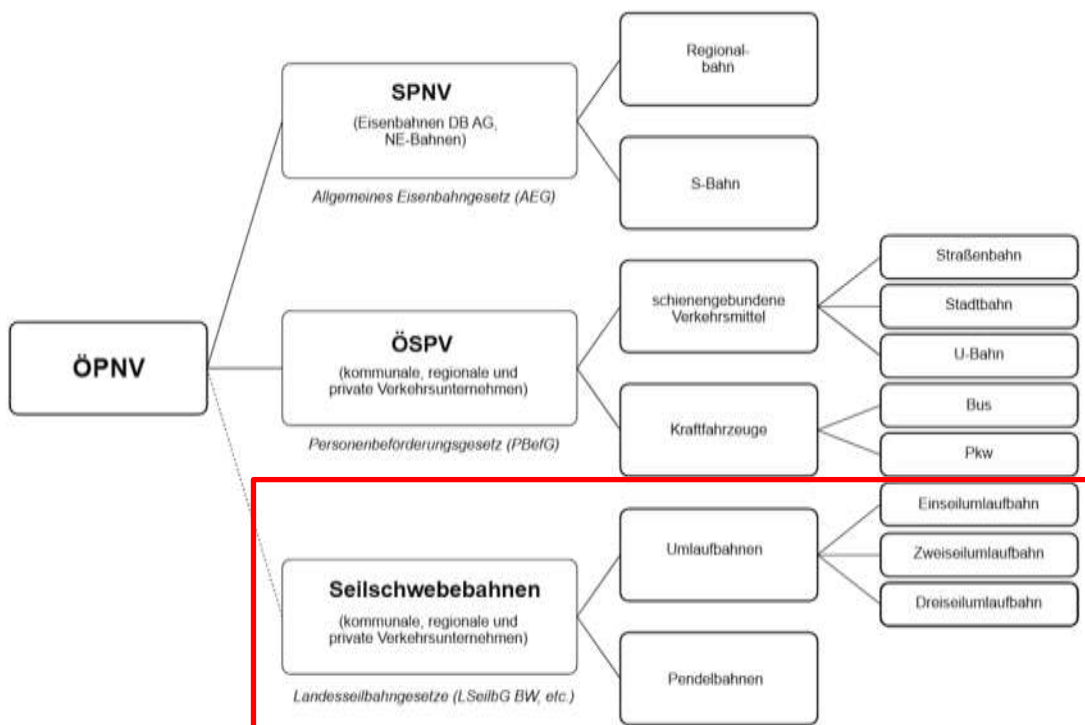 ÖPNV
SPNV
(Eisenbahnen DB AG,
NE-Bahnen)
Allgemeines Eisenbahngesetz (AEG)
Regional-
bahn
S-Bahn
ÖSPV
(kommunale, regionale und
private Verkehrsunternehmen)
Personenbeförderungsgesetz (PBefG)
schienengebundene
Verkehrsmittel
Straßenbahn
Stadtbahn
U-Bahn
Kraftfahrzeuge
Bus
Pkw
Seilschwebebahnen
(kommunale, regionale und
private Verkehrsunternehmen)
Landesseilbahngesetze (LSeilbG BW, etc.)
Umlaufbahnen
Einseilumlaufbahn
Zweiseilumlaufbahn
Dreiseilumlaufbahn
Pendelbahnen